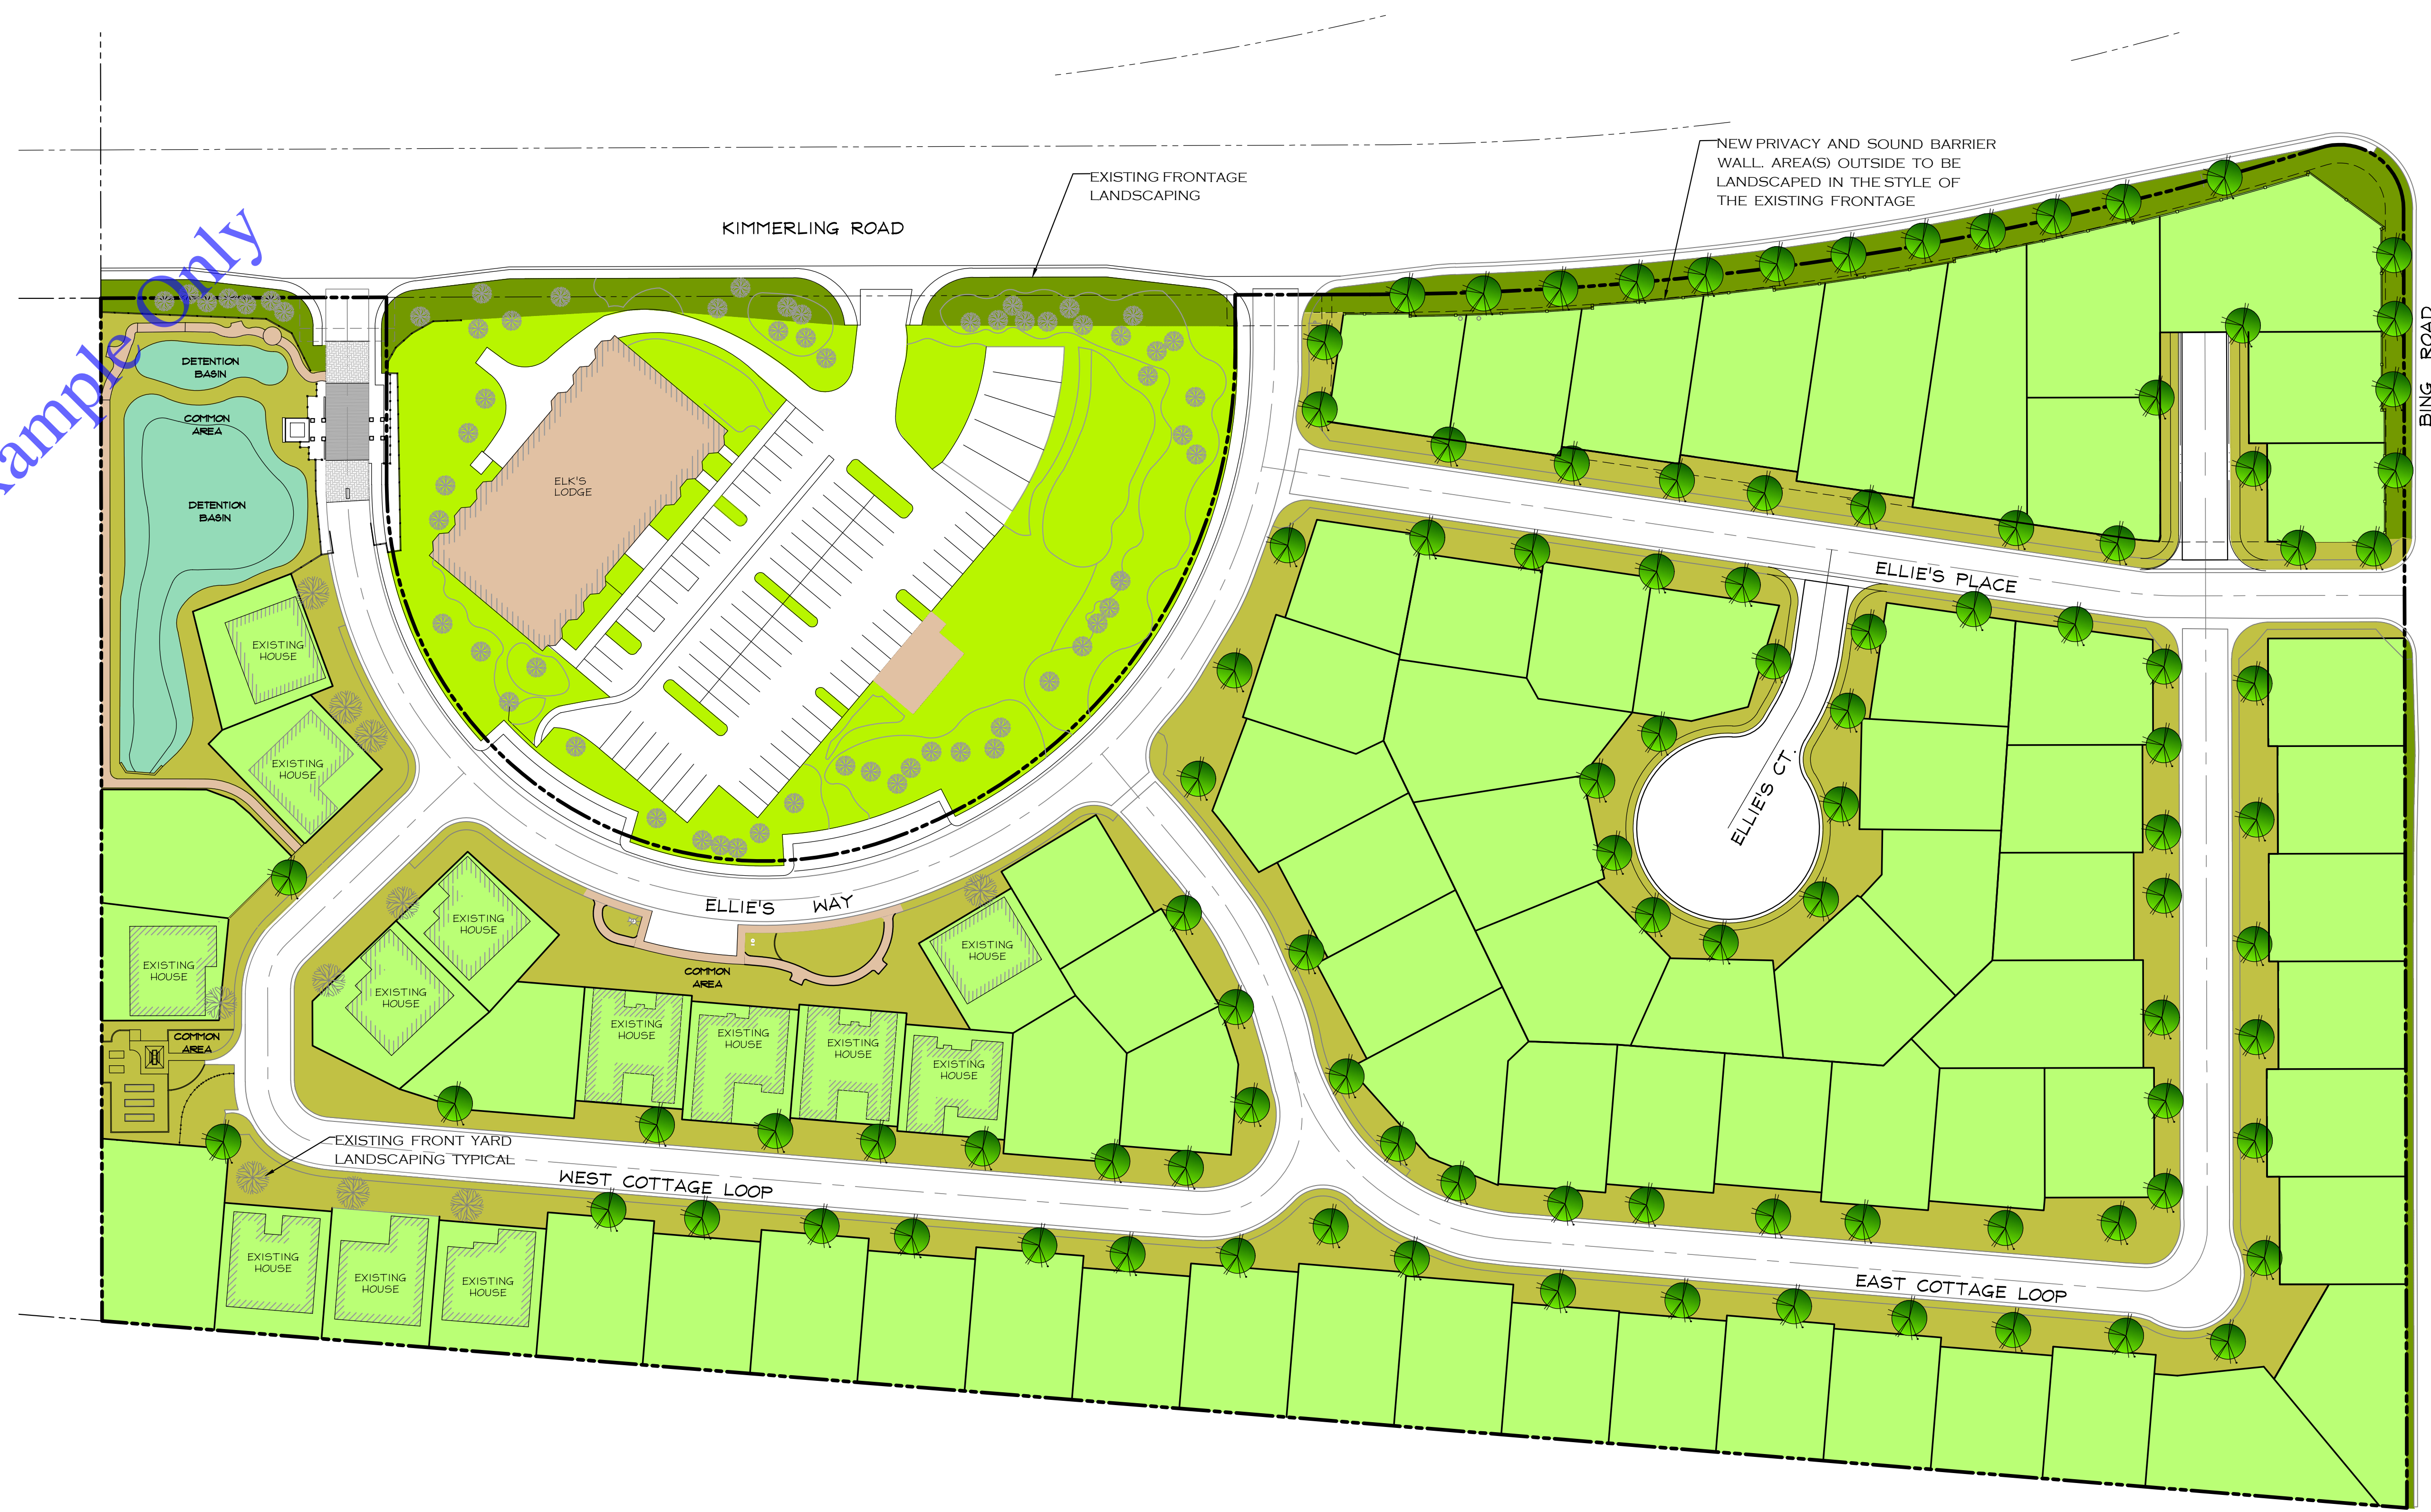 NEW PRIVACY AND SOUND BARRIER
WALL. AREA(S) OUTSIDE TO BE
LANDSCAPED IN THE STYLE OF
THE EXISTING FRONTAGE
EXISTING FRONTAGE
LANDSCAPING
KIMMERLING ROAD
BING ROAD
ample Only
DETENTION
BASIN
COMMON
AREA
DETENTION
BASIN
ELK'S
LODGE
ELLIE'S PLACE
EXISTING
HOUSE
EXISTING
HOUSE
ELLIE'S CT.
ELLIE'S WAY
EXISTING
HOUSE
EXISTING
HOUSE
EXISTING
HOUSE
COMMON
AREA
EXISTING
HOUSE
EXISTING
HOUSE
EXISTING
HOUSE
EXISTING
HOUSE
EXISTING
HOUSE
COMMON
AREA
EXISTING
HOUSE
EXISTING FRONT YARD
LANDSCAPING TYPICAL
WEST COTTAGE LOOP
EXISTING
HOUSE
EXISTING
HOUSE
EXISTING
HOUSE
EAST COTTAGE LOOP